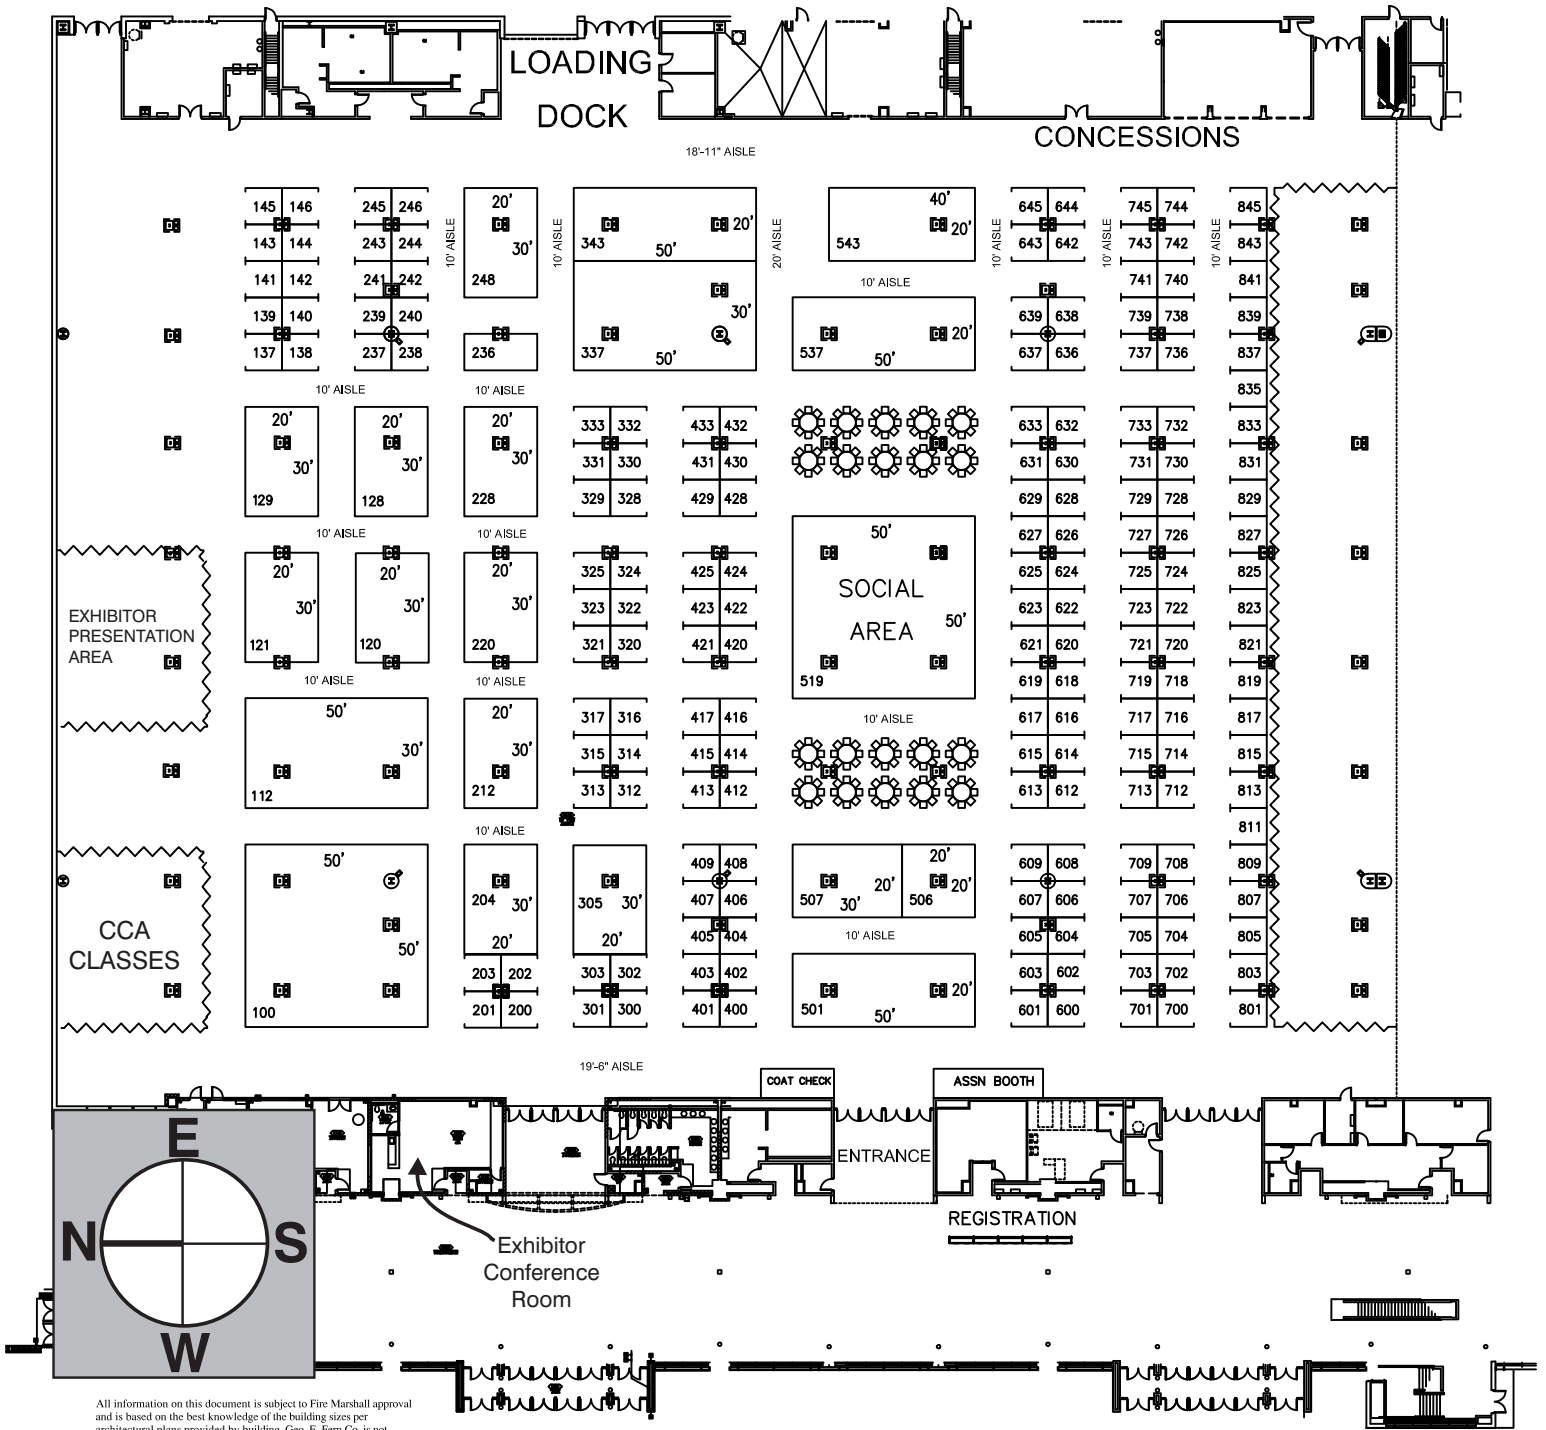 LOADING
DOCK
CONCESSIONS
18'-11" AISLE
145 146 245 246 20' 343 20' 40' 645 644 745 744 845
10' AISLE 10' AISLE 20' AISLE 10' AISLE 10' AISLE 10' AISLE
143 144 243 244 30' 50' 543 20' 643 642 743 742 843
141 142 241 242 248 10' AISLE 741 740 841
139 140 239 240 30' 639 638 739 738 839
137 138 237 238 236 337 50' 537 50' 20' 637 636 737 736 837
10' AISLE 10' AISLE 835
20' 20' 20' 333 332 433 432 633 632 733 732 833
30' 30' 30' 331 330 431 430 631 630 731 730 831
129 128 228 329 328 429 428 629 628 729 728 829
10' AISLE 10' AISLE 50' 627 626 727 726 827
20' 20' 20' 325 324 425 424 625 624 725 724 825
EXHIBITOR
PRESENTATION
AREA
30' 30' 30' 323 322 423 422 623 622 723 722 823
SOCIAL
AREA
50'
121 120 220 321 320 421 420 621 620 721 720 821
10' AISLE 10' AISLE 519 619 618 719 718 819
50' 20' 317 316 417 416 10' AISLE 617 616 717 716 817
30' 30' 315 314 415 414 615 614 715 714 815
112 212 313 312 413 412 613 612 713 712 813
10' AISLE 811
50' 409 408 20' 609 608 709 708 809
204 30' 305 30' 407 406 507 30' 20' 506 20' 607 606 707 706 807
CCA
CLASSES
50' 20' 20' 405 404 10' AISLE 605 604 705 704 805
203 202 303 302 403 402 20' 603 602 703 702 803
100 201 200 301 300 401 400 501 50' 601 600 701 700 801
19'-6" AISLE
COAT CHECK
ASSN BOOTH
ENTRANCE
REGISTRATION
Exhibitor
Conference
Room
E
N S
W
All information on this document is subject to Fire Marshall approval
and is based on the best knowledge of the building sizes per
architectural plans provided by building. Geo. E. Fern Co. is not